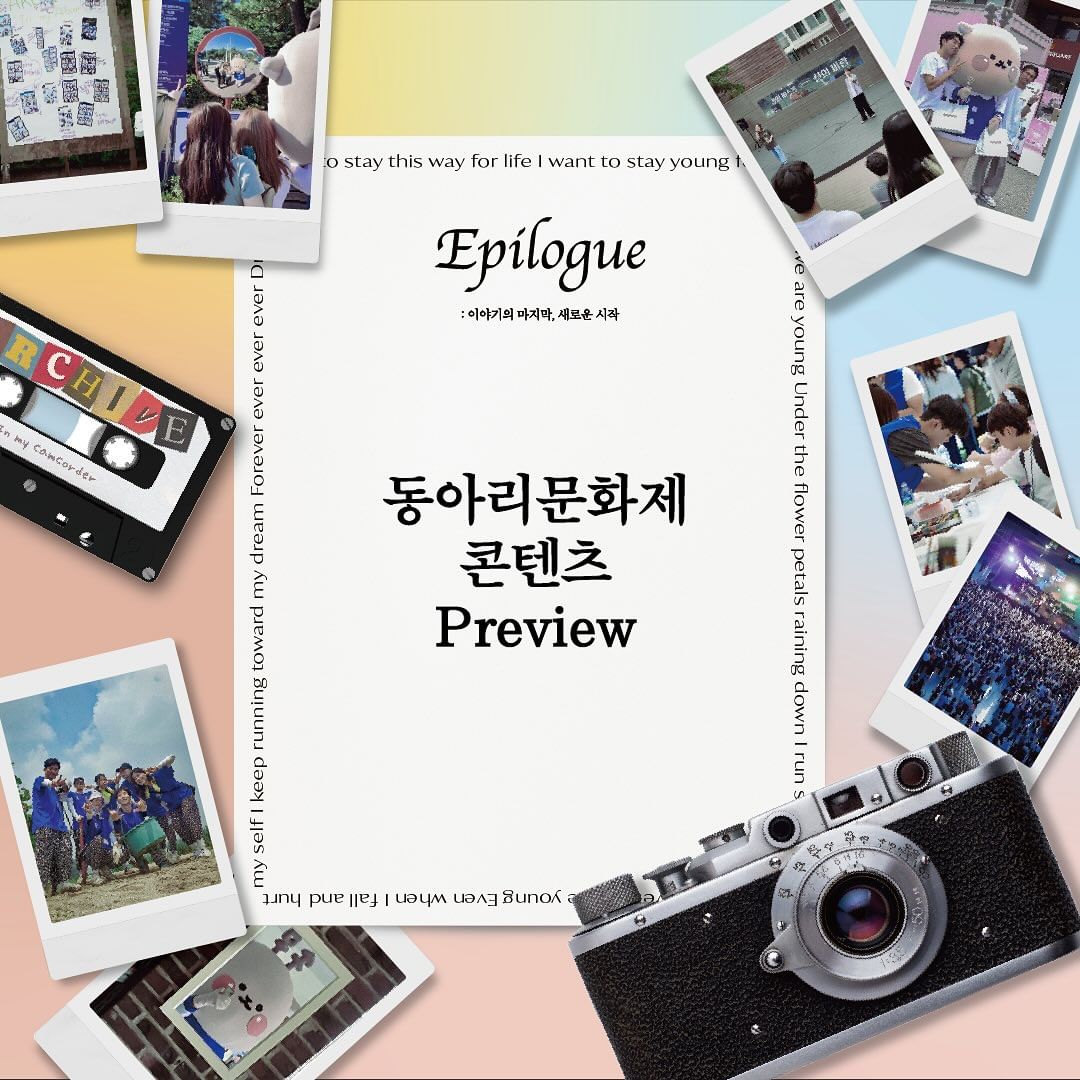 to stay this way for life I want to stay young
Epilogue
: 이야기의 마지막, 새로운 시작
동아리문화제
콘텐츠
Preview
are young Under the flower petals raining down I run
young Even when I fall and hurt
my self I keep running toward my dream Forever ever ever ever
RCHIVE
in my camcorder